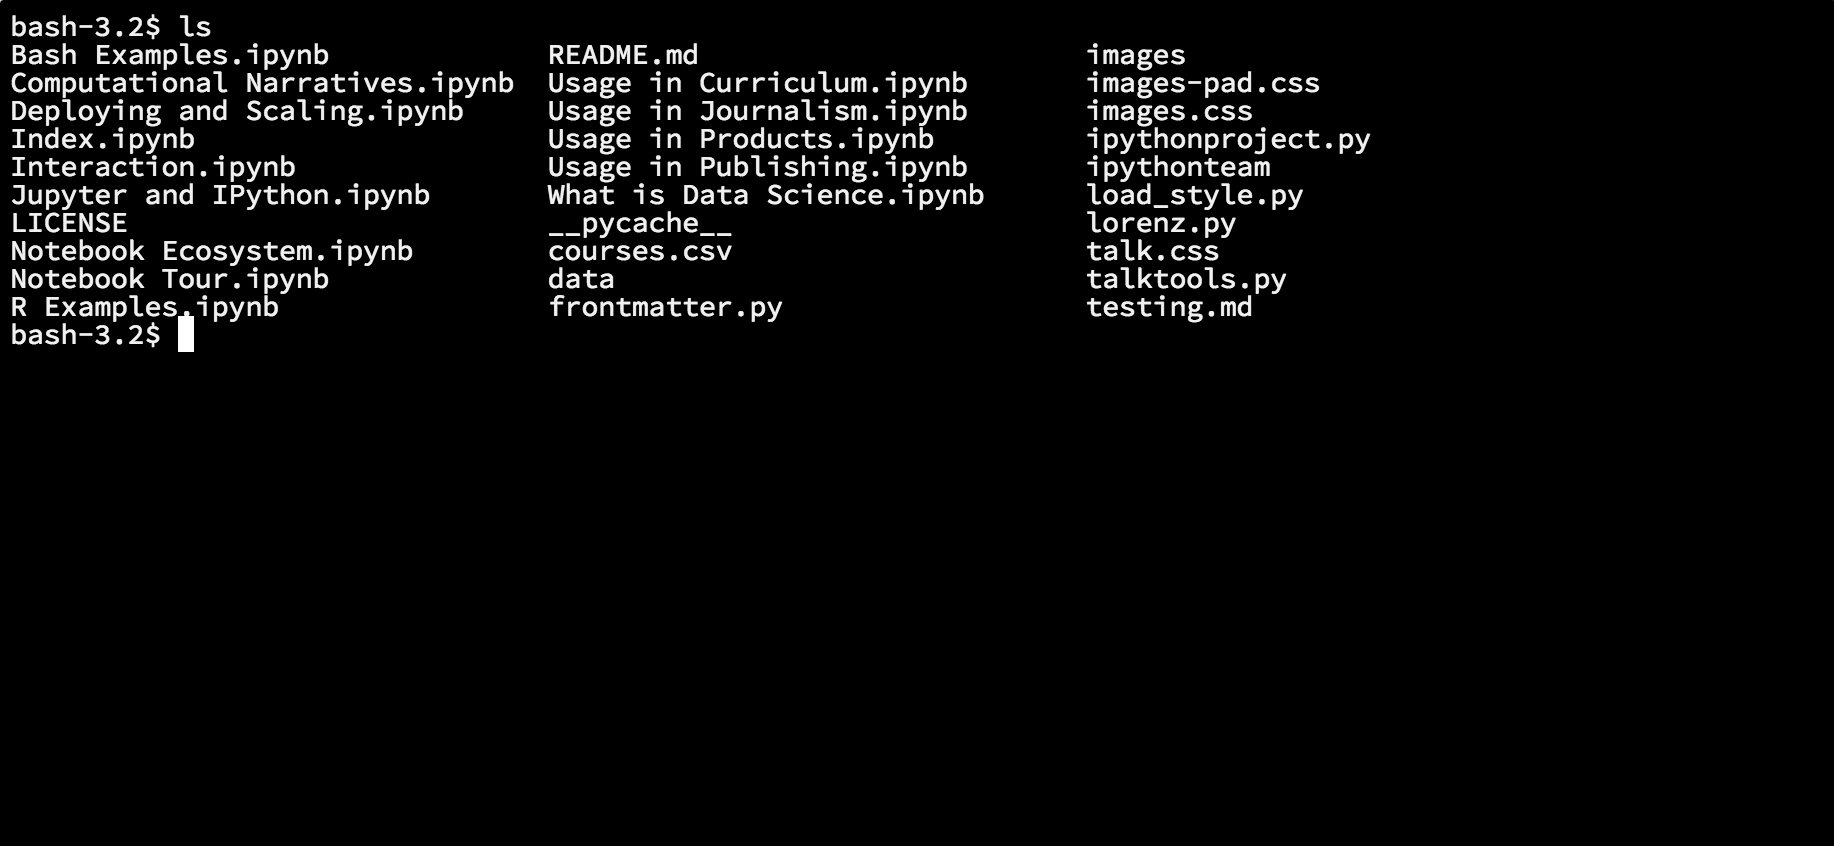 bash-3.2$ ls
Bash Examples.ipynb README.md images
Computational Narratives.ipynb Usage in Curriculum.ipynb images-pad.css
Deploying and Scaling.ipynb Usage in Journalism.ipynb images.css
Index.ipynb Usage in Products.ipynb ipythonproject.py
Interaction.ipynb Usage in Publishing.ipynb ipythonteam
Jupyter and IPython.ipynb What is Data Science.ipynb load_style.py
LICENSE __pycache__ lorenz.py
Notebook Ecosystem.ipynb courses.csv talk.css
Notebook Tour.ipynb data talktools.py
R Examples.ipynb frontmatter.py testing.md
bash-3.2$